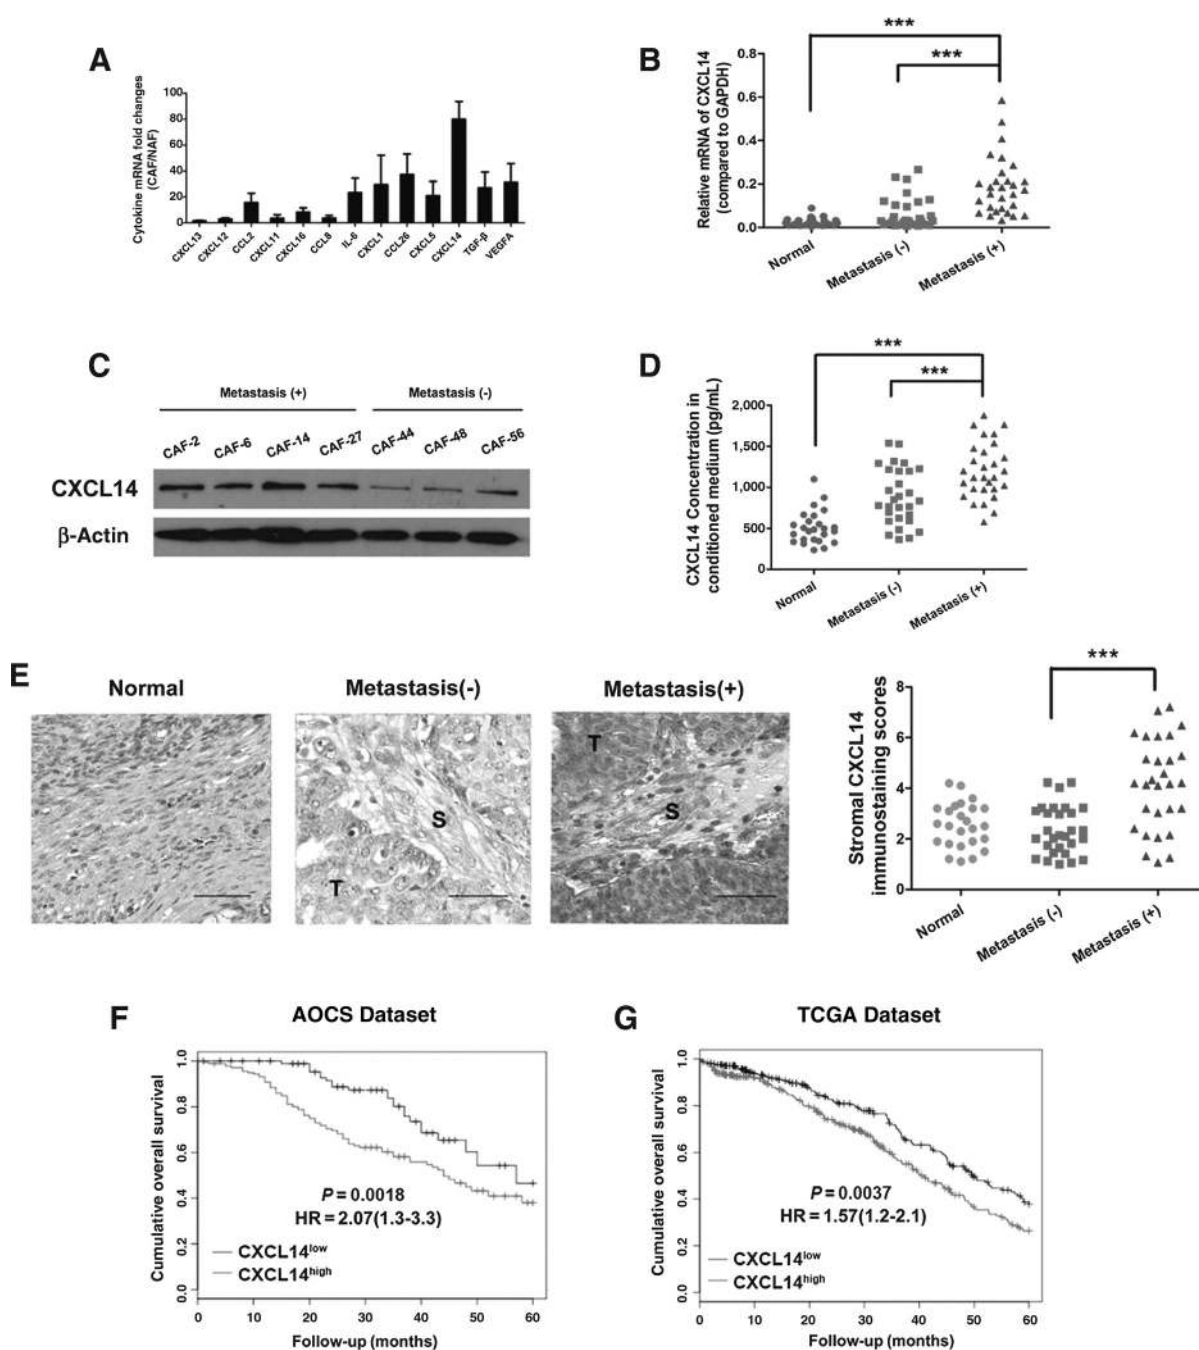 A
Cytokine mRNA fold changes
(CAF/NAF)
100
80
60
40
20
0
CXCL13
CXCL12
CCL2
CXCL11
CXCL16
CCL8
IL-6
CXCL1
CCL26
CXCL5
CXCL14
TGF-β
VEGFA
B
Relative mRNA of CXCL14
(compared to GAPDH)
0.8
0.6
0.4
0.2
0.0
***
***
Normal
Metastasis (-)
Metastasis (+)
C
Metastasis (+)
Metastasis (-)
CAF-2
CAF-6
CAF-14
CAF-27
CAF-44
CAF-48
CAF-56
CXCL14
β-Actin
D
CXCL14 Concentration in
conditioned medium (pg/mL)
2,000
1,500
1,000
500
0
***
***
Normal
Metastasis (-)
Metastasis (+)
E
Normal
Metastasis(-)
Metastasis(+)
S
T
T
S
Stromal CXCL14
immunostaining scores
8
6
4
2
0
***
Normal
Metastasis (-)
Metastasis (+)
F
AOCS Dataset
Cumulative overall survival
1.0
0.8
0.6
0.4
0.2
0.0
P = 0.0018
HR = 2.07(1.3-3.3)
CXCL14low
CXCL14high
0 10 20 30 40 50 60
Follow-up (months)
G
TCGA Dataset
Cumulative overall survival
1.0
0.8
0.6
0.4
0.2
0.0
P = 0.0037
HR = 1.57(1.2-2.1)
CXCL14low
CXCL14high
0 10 20 30 40 50 60
Follow-up (months)